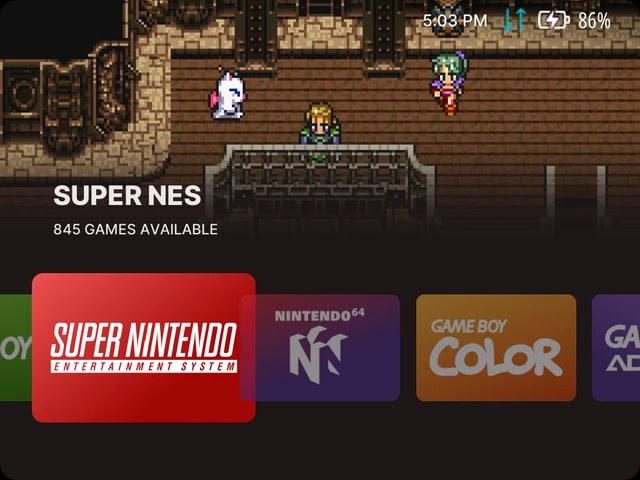 5:03 PM 86%
SUPER NES
845 GAMES AVAILABLE
OY
SUPER NINTENDO
ENTERTAINMENT SYSTEM
NINTENDO64
GAME BOY
COLOR
GA
AD